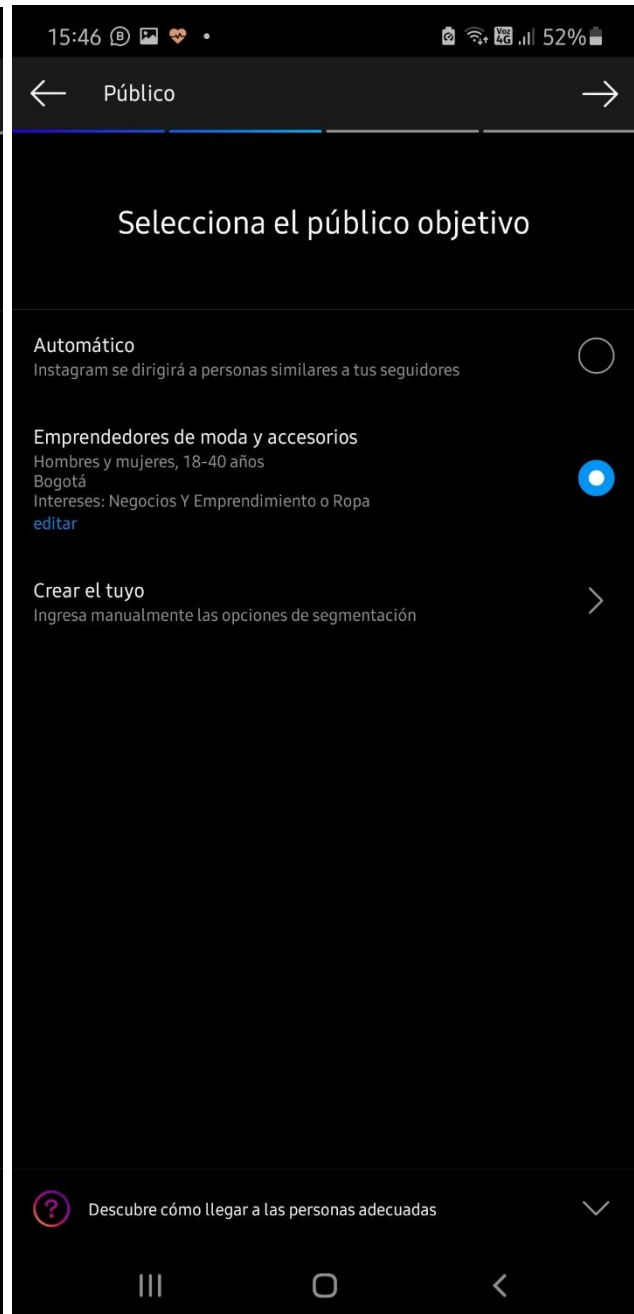 15:46
Voz 4G 52%
Público
Selecciona el público objetivo
Automático
Instagram se dirigirá a personas similares a tus seguidores
Emprendedores de moda y accesorios
Hombres y mujeres, 18-40 años
Bogotá
Intereses: Negocios Y Emprendimiento o Ropa
editar
Crear el tuyo
Ingresa manualmente las opciones de segmentación
? Descubre cómo llegar a las personas adecuadas